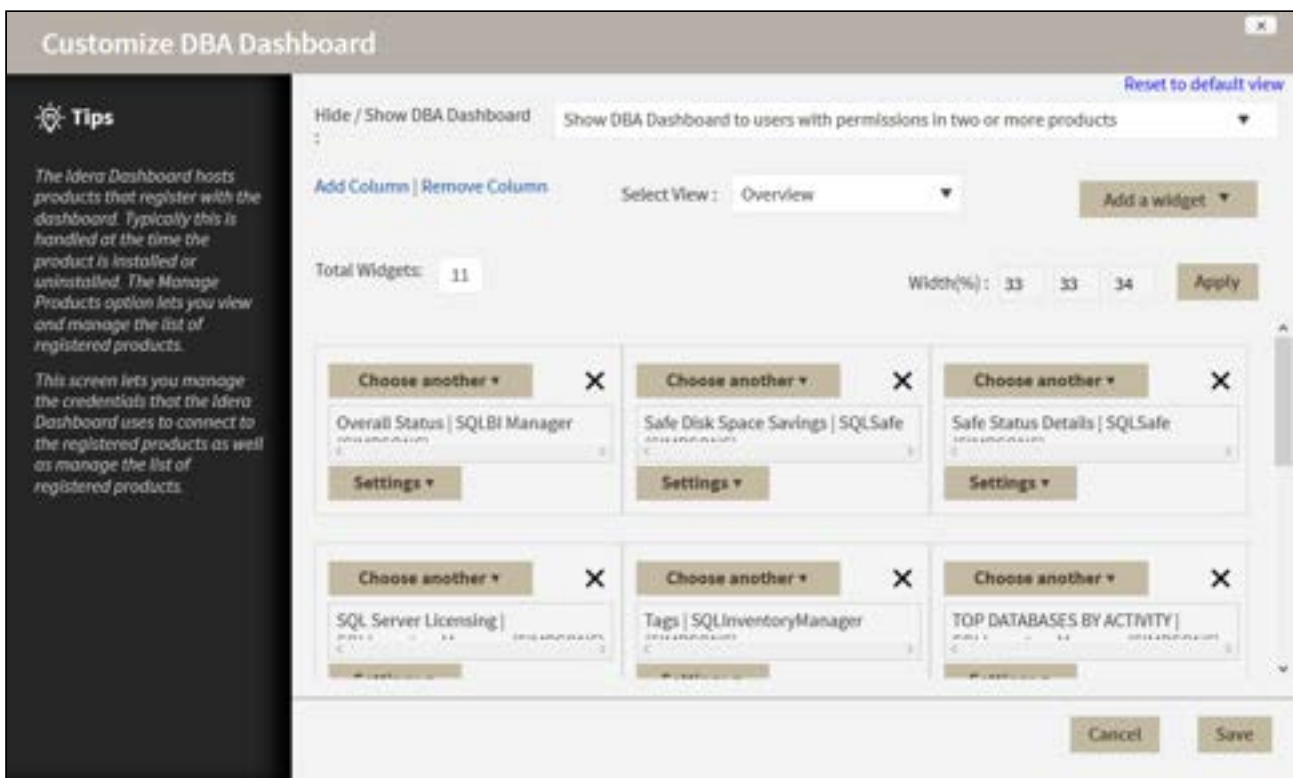 Customize DBA Dashboard
Reset to default view
Tips
The Idera Dashboard hosts
products that register with the
dashboard. Typically this is
handled at the time the
product is installed or
uninstalled. The Manage
Products option lets you view
and manage the list of
registered products.
This screen lets you manage
the credentials that the Idera
Dashboard uses to connect to
the registered products as well
as manage the list of
registered products.
Hide / Show DBA Dashboard
:
Show DBA Dashboard to users with permissions in two or more products
Add Column | Remove Column
Select View :
Overview
Add a widget
Total Widgets:
11
Width(%) :
33
33
34
Apply
Choose another
Choose another
Choose another
Overall Status | SQLBI Manager
Safe Disk Space Savings | SQLSafe
Safe Status Details | SQLSafe
Settings
Settings
Settings
Choose another
Choose another
Choose another
SQL Server Licensing |
Tags | SQLInventoryManager
TOP DATABASES BY ACTIVITY |
Cancel
Save